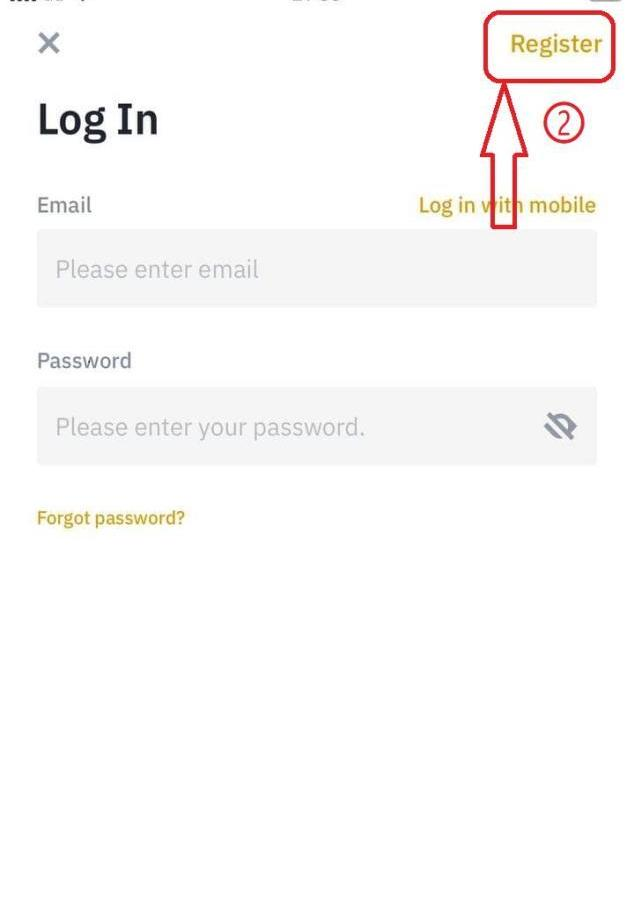 Register
Log In
②
Email
Log in with mobile
Please enter email
Password
Please enter your password.
Forgot password?